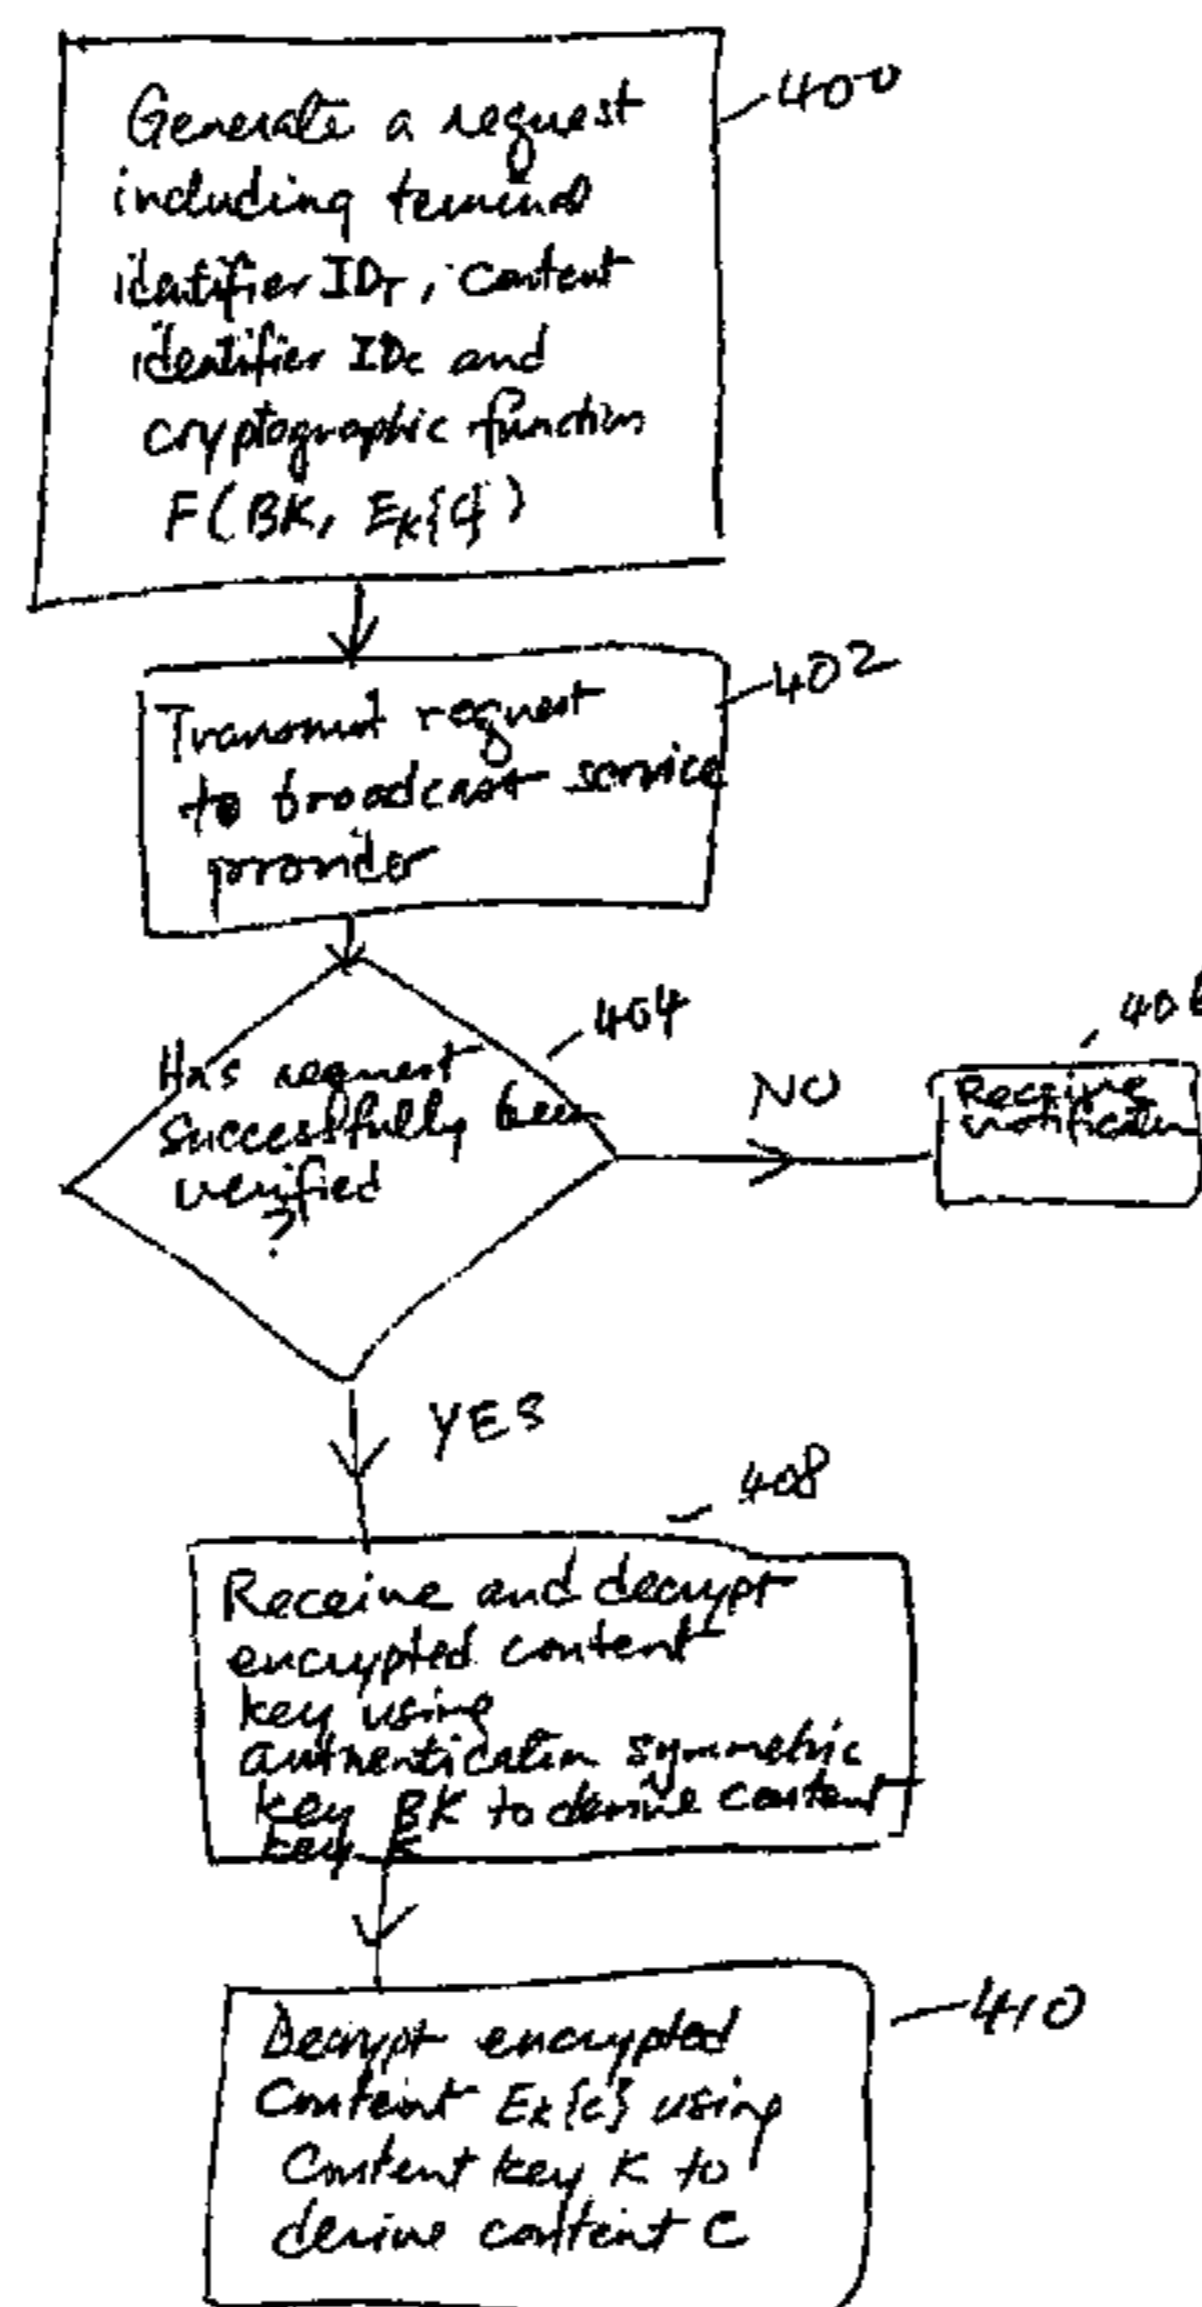 400
Generate a request
including terminal
identifier IDT, content
identifier IDC and
cryptographic function
F(BK, EK{C})
402
Transmit request
to broadcast service
provider
404
Has request
successfully been
verified
?
NO
406
Receive
notification
YES
408
Receive and decrypt
encrypted content
key using
authentication symmetric
key BK to derive content
key K
410
Decrypt encrypted
Content EK{C} using
Content key K to
derive content C